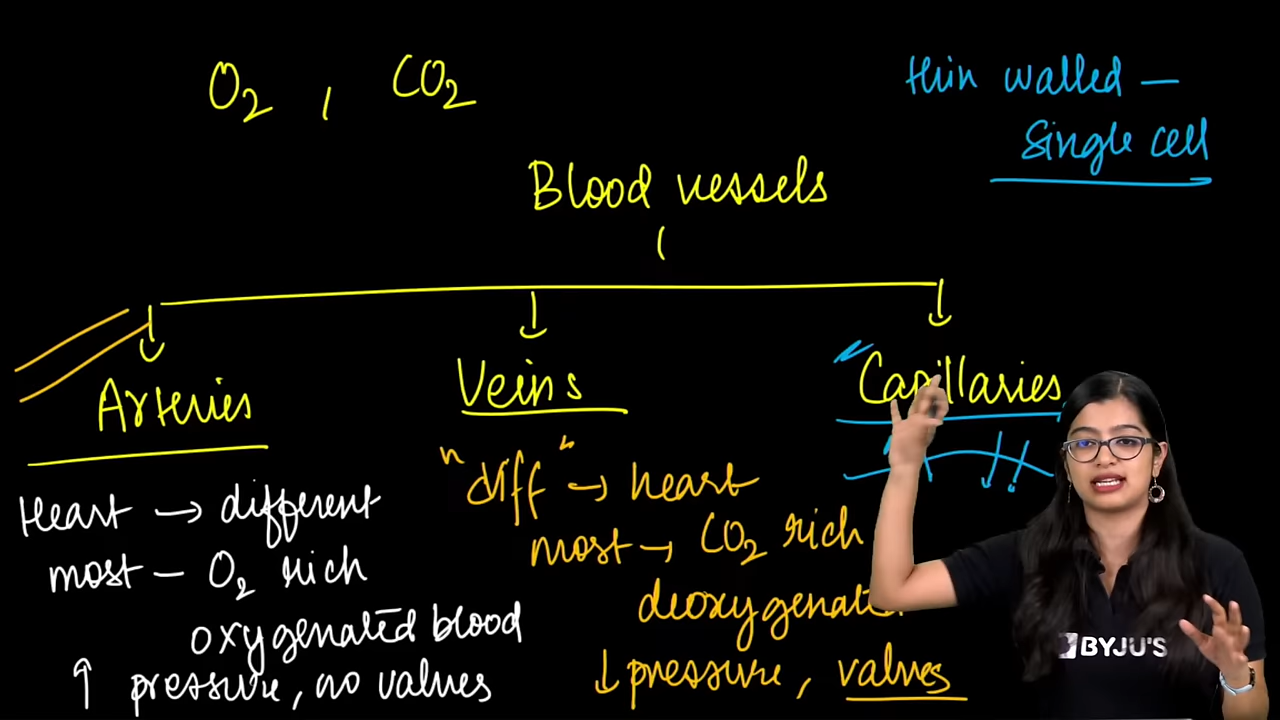 O₂ , CO₂
thin walled —
single cell
Blood vessels
Arteries
Veins
Capillaries
Heart → different
most — O₂ rich
oxygenated blood
↑ pressure, no valves
"diff" → heart
most → CO₂ rich
deoxygenated
↓ pressure, valves
BYJU'S